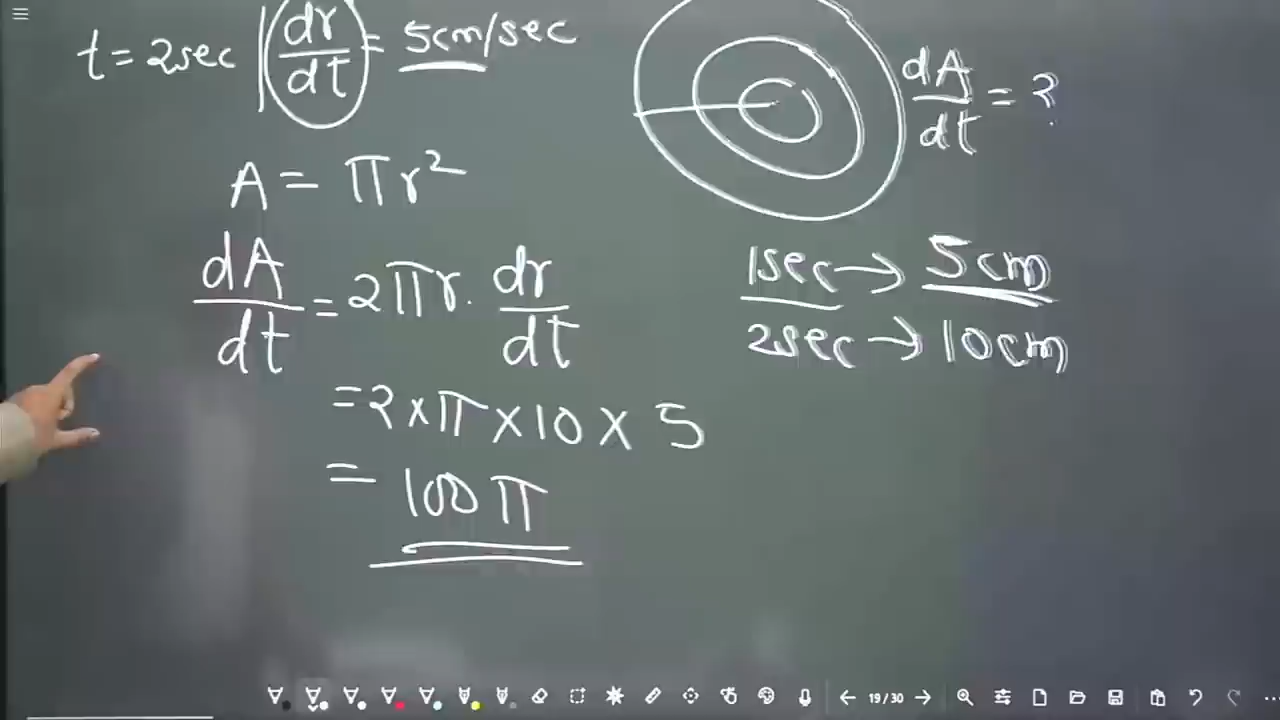 t = 2sec | dr/dt = 5cm/sec
dA/dt = ?
A = πr²
dA/dt = 2πr. dr/dt
1sec → 5cm
2sec → 10cm
= 2 × π × 10 × 5
= 100 π
19/30